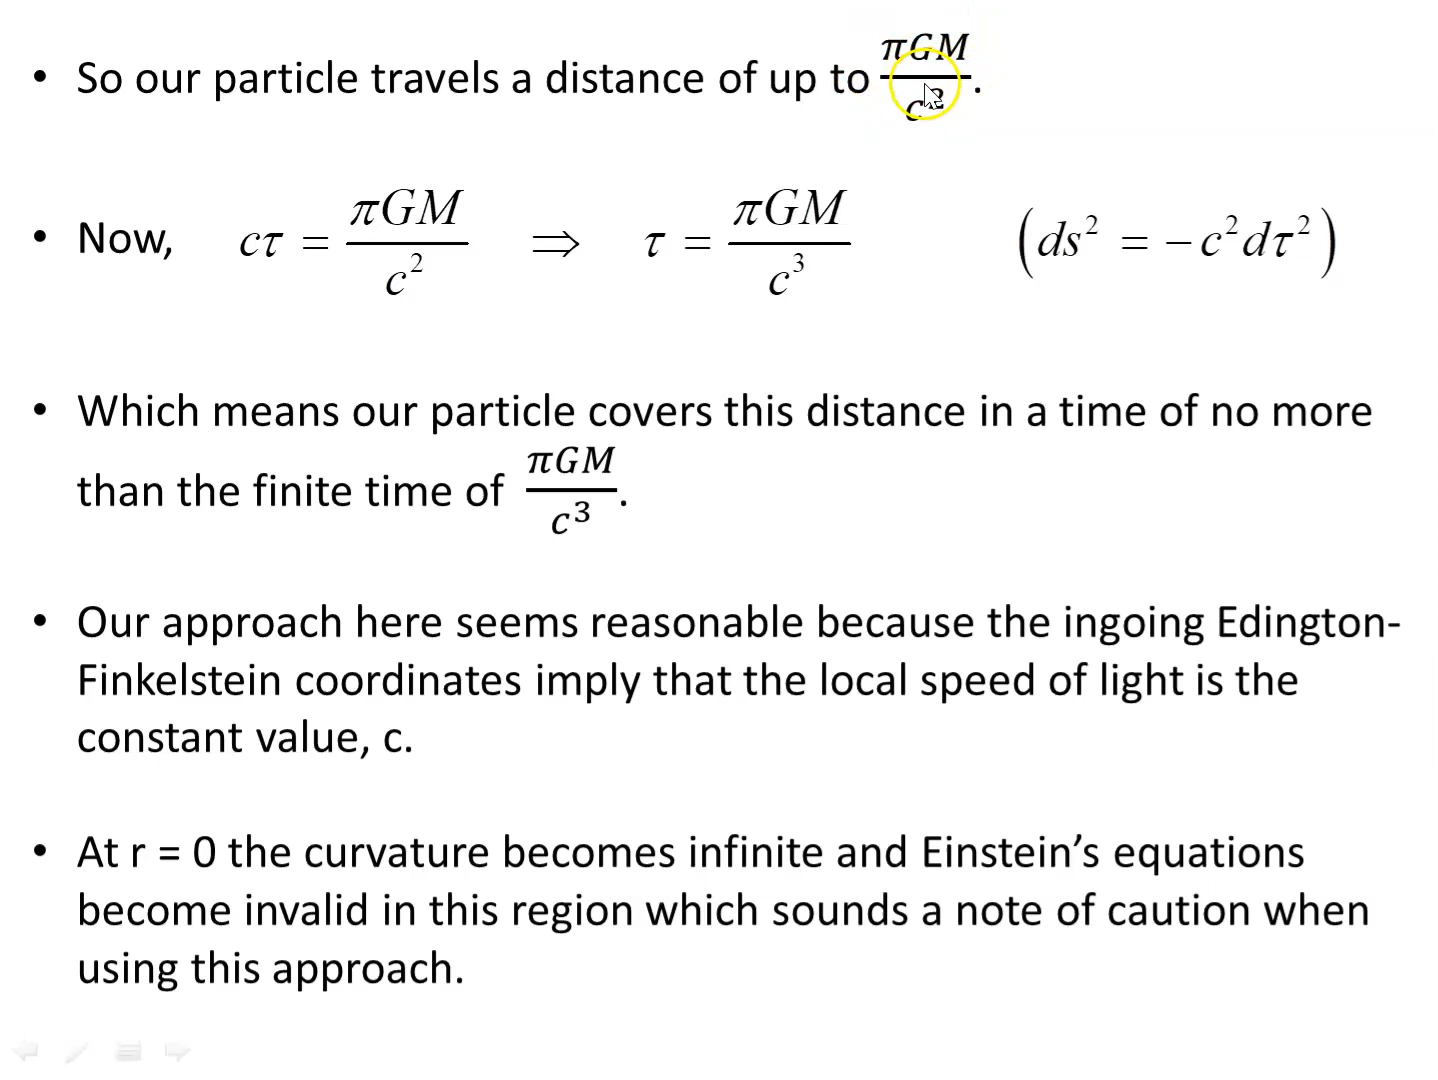 • So our particle travels a distance of up to πGM/c².
• Now, cτ = πGM/c² ⇒ τ = πGM/c³ (ds² = −c²dτ²)
• Which means our particle covers this distance in a time of no more
than the finite time of πGM/c³.
• Our approach here seems reasonable because the ingoing Edington-
Finkelstein coordinates imply that the local speed of light is the
constant value, c.
• At r = 0 the curvature becomes infinite and Einstein’s equations
become invalid in this region which sounds a note of caution when
using this approach.